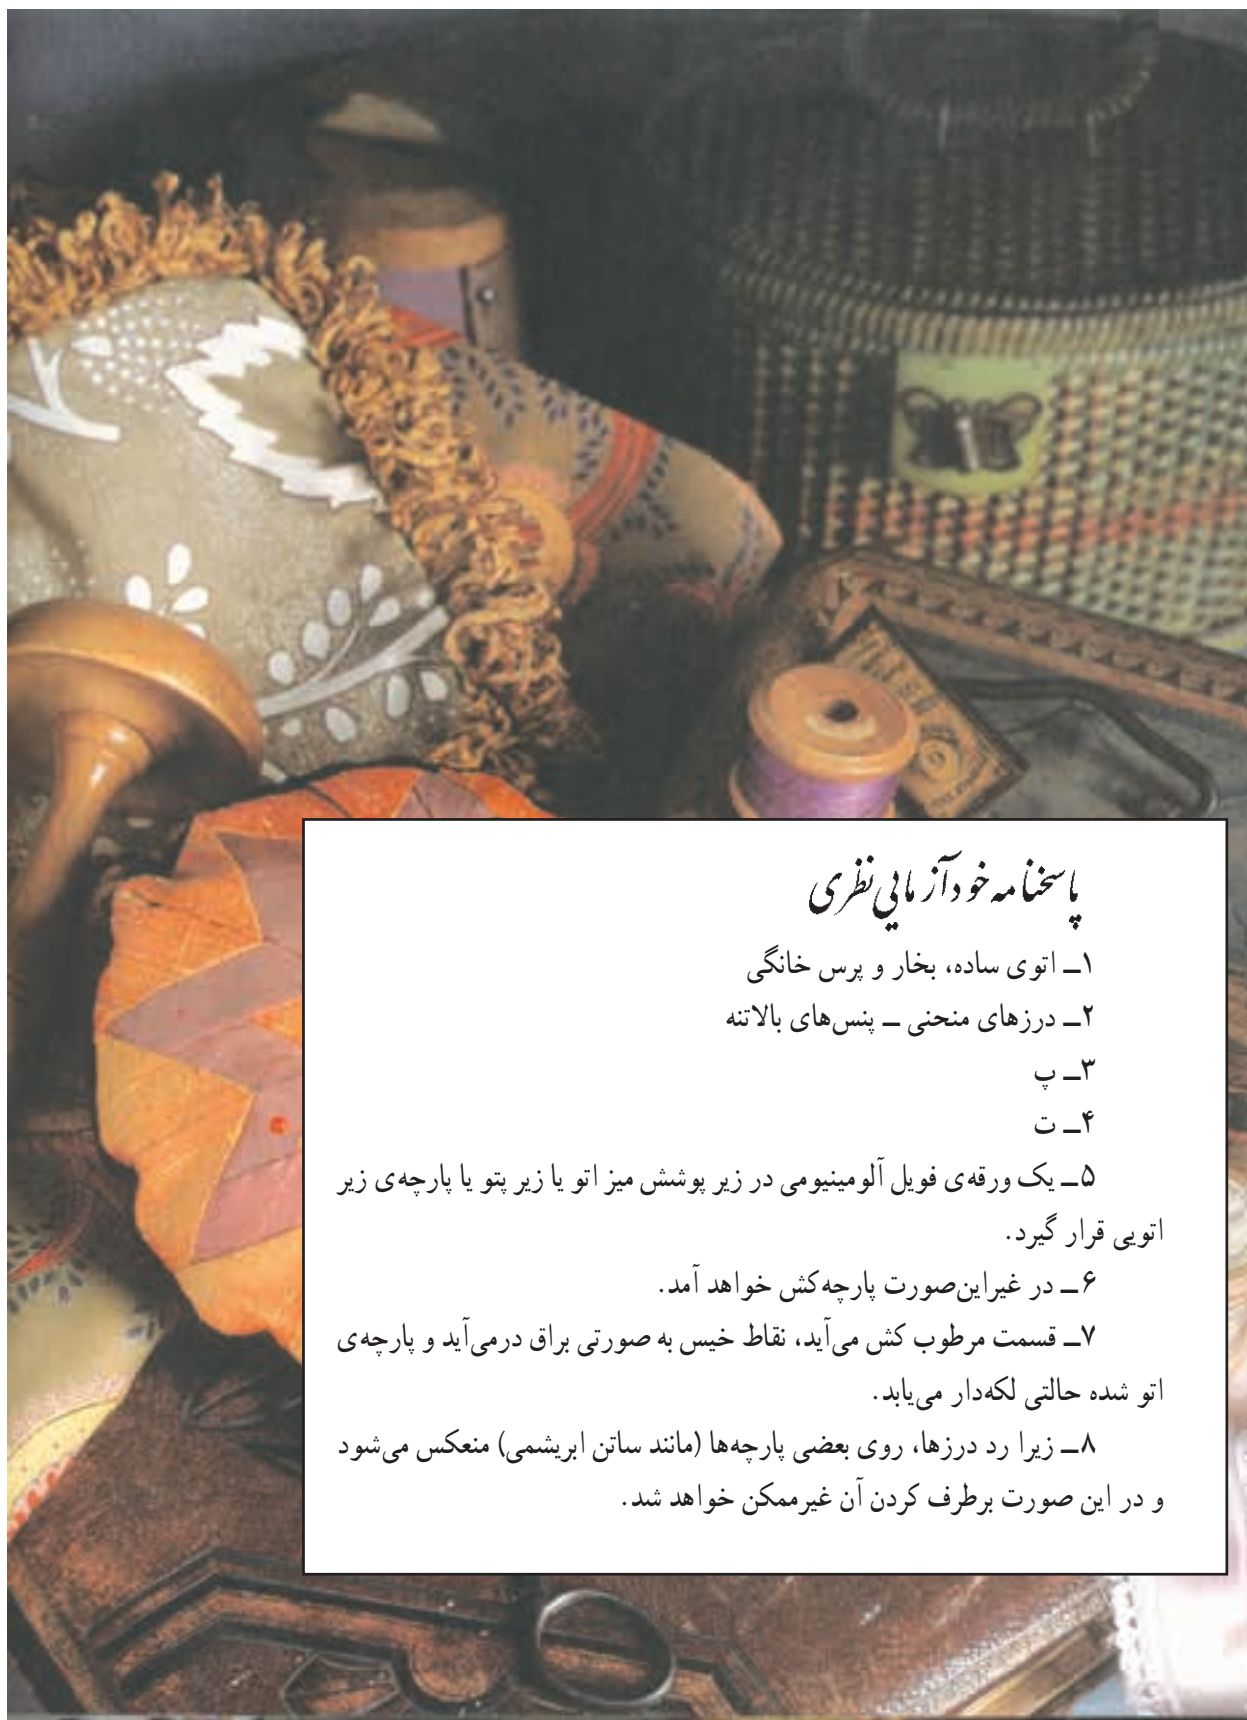 پاسخنامه خودآزمایی نظری
۱ــ اتوی ساده، بخار و پرس خانگی
۲ــ درزهای منحنی ــ پنس‌های بالاتنه
۳ــ پ
۴ــ ت
۵ــ یک ورقه‌ی فویل آلومینیومی در زیر پوشش میز اتو یا زیر پتو یا پارچه‌ی زیر
اتویی قرار گیرد.
۶ــ در غیراین‌صورت پارچه کش خواهد آمد.
۷ــ قسمت مرطوب کش می‌آید، نقاط خیس به صورتی براق درمی‌آید و پارچه‌ی
اتو شده حالتی لکه‌دار می‌یابد.
۸ــ زیرا رد درزها، روی بعضی پارچه‌ها (مانند ساتن ابریشمی) منعکس می‌شود
و در این صورت برطرف کردن آن غیرممکن خواهد شد.